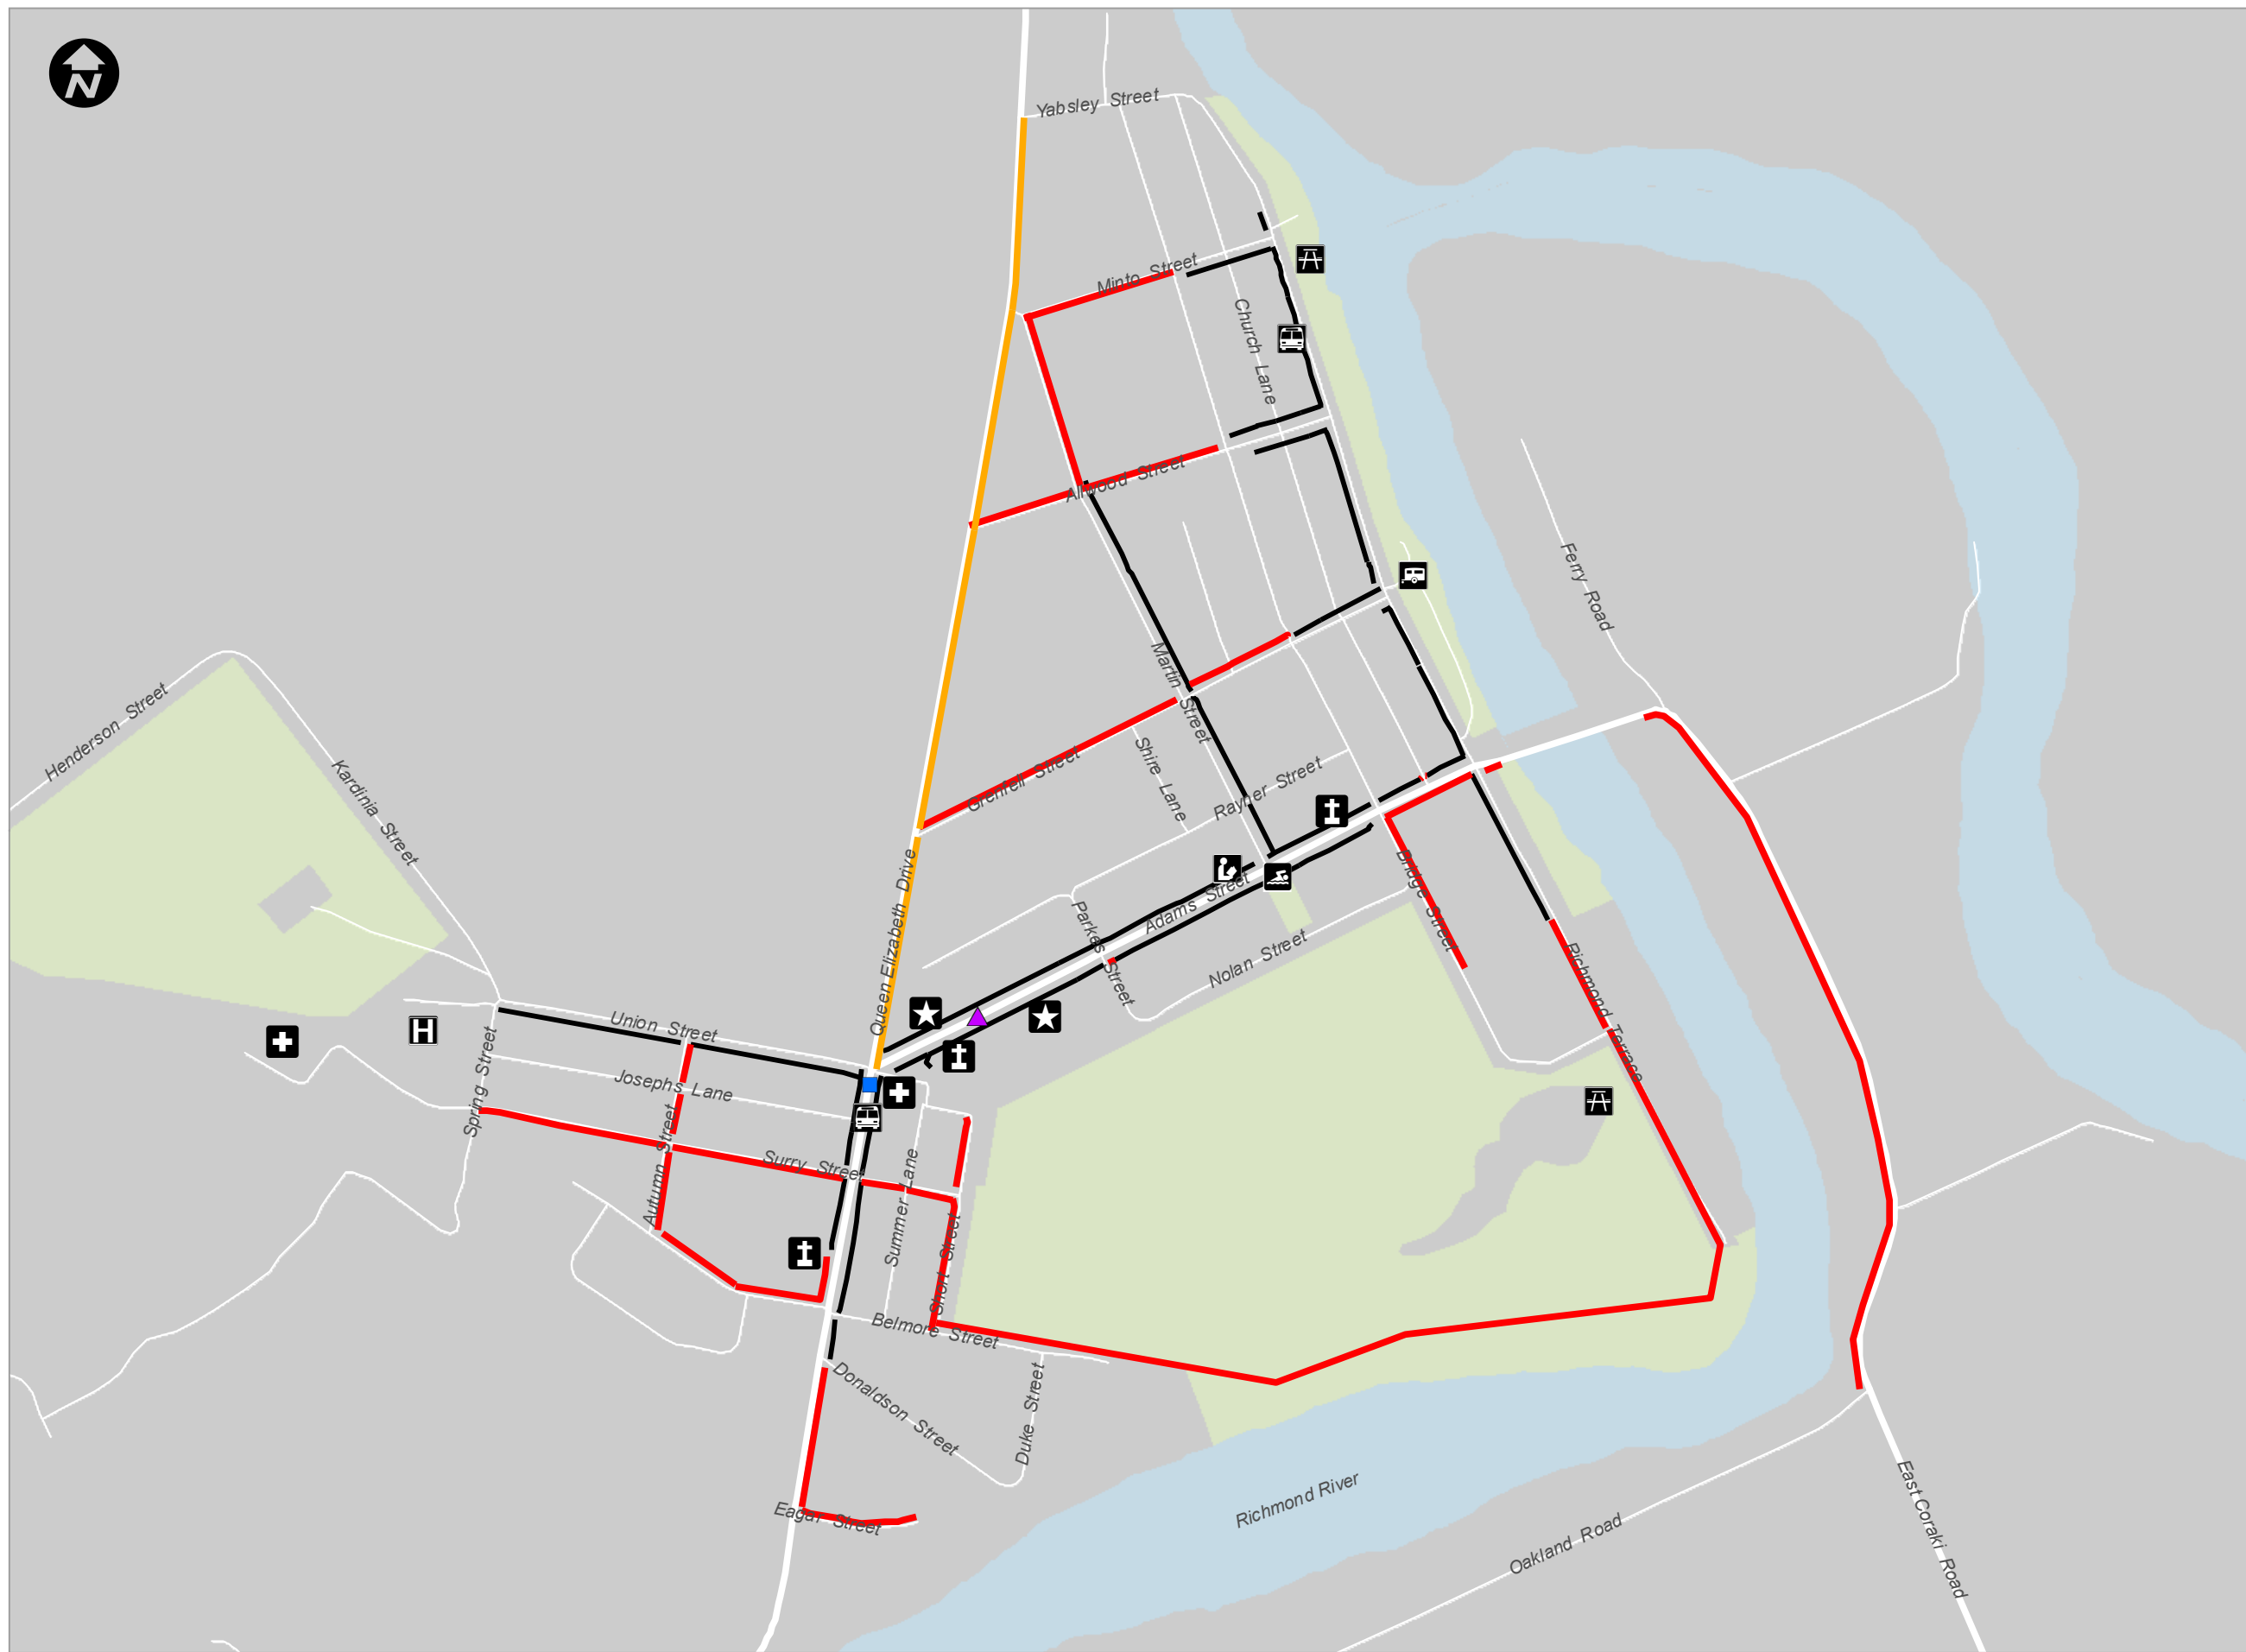 N
Yabsley Street
Minto Street
Church Lane
Allwood Street
Ferry Road
Martin Street
Henderson Street
Kardinia Street
Grenfell Street
Shire Lane
Rayner Street
Queen Elizabeth Drive
Adams Street
Bridge Street
Parkes Street
Nolan Street
Richmond Terrace
H
Union Street
Spring Street
Josephs Lane
Autumn Street
Surry Street
Summer Lane
Short Street
Belmore Street
Donaldson Street
Duke Street
Eagan Street
Richmond River
Oakland Road
East Coraki Road